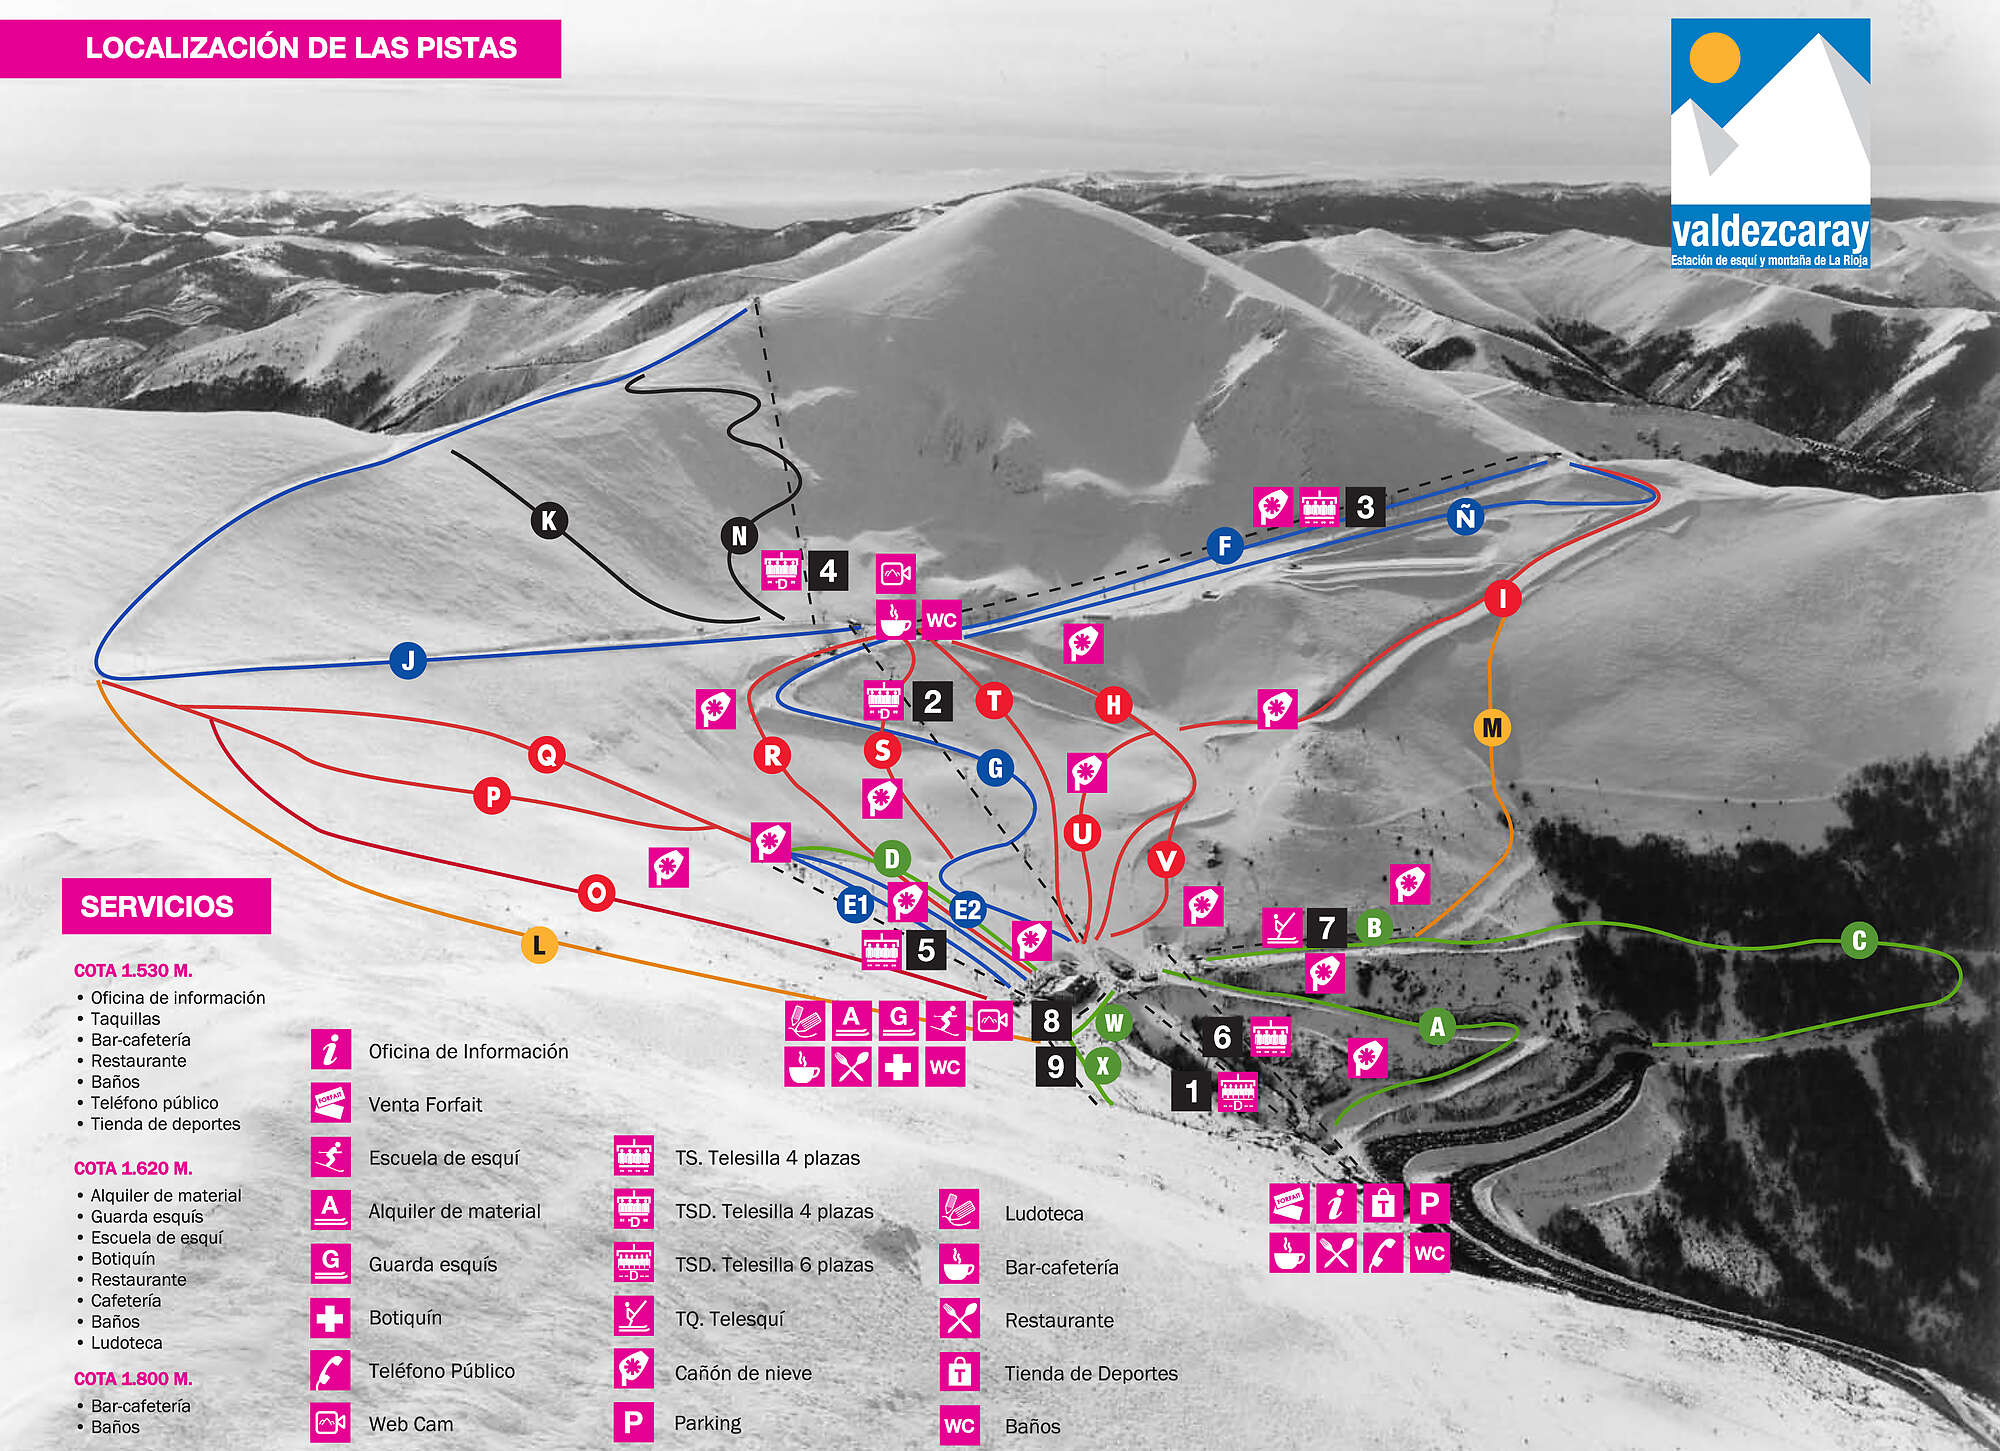 LOCALIZACIÓN DE LAS PISTAS
valdezcaray
Estación de esquí y montaña de La Rioja
3
Ñ
F
K
N
4
I
WC
J
2
T
H
M
Q
R
S
G
P
U
V
D
O
E1
E2
L
5
7
B
C
A
G
8
W
6
A
WC
9
X
1
FORFAIT
T
P
WC
SERVICIOS
COTA 1.530 M.
• Oficina de información
• Taquillas
• Bar-cafetería
• Restaurante
• Baños
• Teléfono público
• Tienda de deportes
COTA 1.620 M.
• Alquiler de material
• Guarda esquís
• Escuela de esquí
• Botiquín
• Restaurante
• Cafetería
• Baños
• Ludoteca
COTA 1.800 M.
• Bar-cafetería
• Baños
i Oficina de Información
FORFAIT Venta Forfait
Escuela de esquí
A Alquiler de material
G Guarda esquís
Botiquín
Teléfono Público
Web Cam
TS. Telesilla 4 plazas
D TSD. Telesilla 4 plazas
D TSD. Telesilla 6 plazas
TQ. Telesquí
Cañón de nieve
P Parking
Ludoteca
Bar-cafetería
Restaurante
T Tienda de Deportes
WC Baños